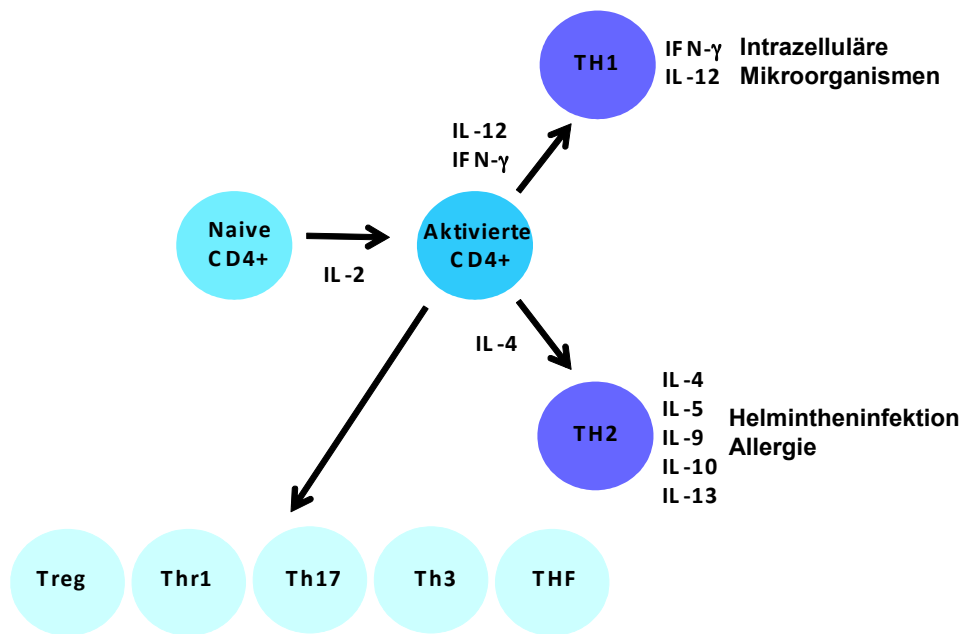 TH1
IFN-γ
IL-12
Intrazelluläre
Mikroorganismen
IL-12
IFN-γ
Naive
CD4+
IL-2
Aktivierte
CD4+
IL-4
TH2
IL-4
IL-5
IL-9
IL-10
IL-13
Helmintheninfektion
Allergie
Treg
Thr1
Th17
Th3
THF